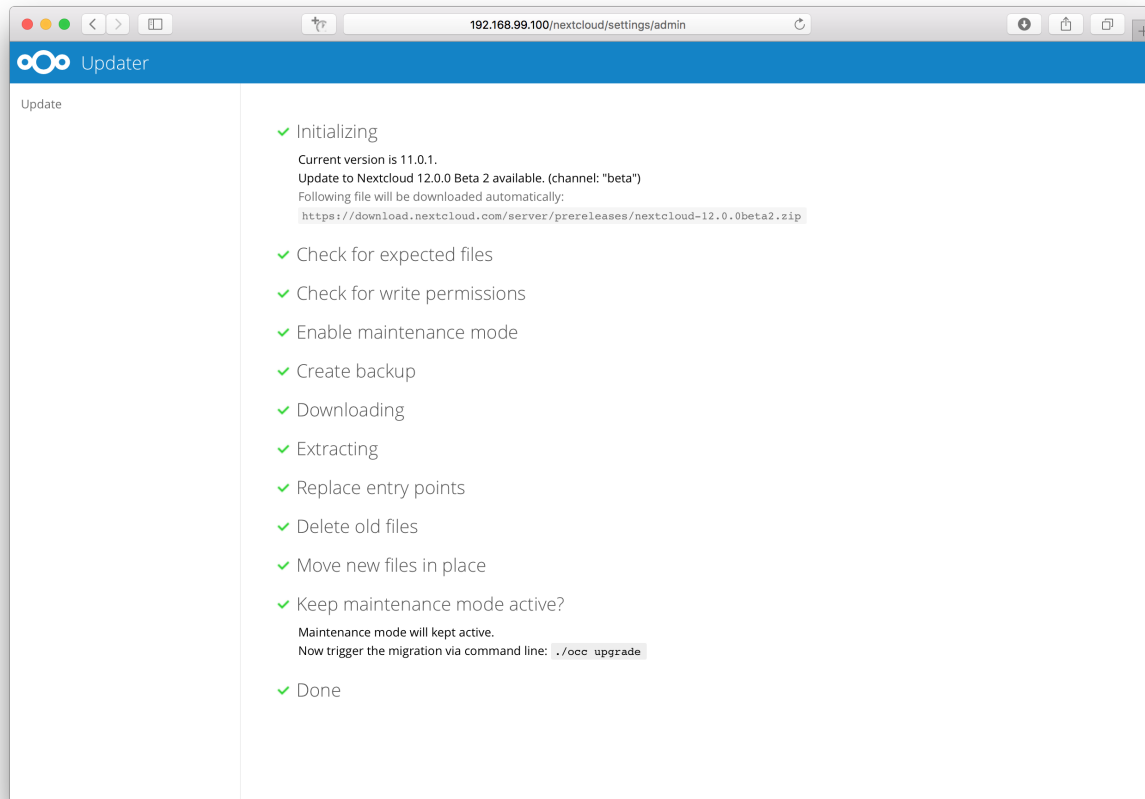 192.168.99.100/nextcloud/settings/admin
Updater
Update
Initializing
Current version is 11.0.1.
Update to Nextcloud 12.0.0 Beta 2 available. (channel: "beta")
Following file will be downloaded automatically:
https://download.nextcloud.com/server/prereleases/nextcloud-12.0.0beta2.zip
Check for expected files
Check for write permissions
Enable maintenance mode
Create backup
Downloading
Extracting
Replace entry points
Delete old files
Move new files in place
Keep maintenance mode active?
Maintenance mode will kept active.
Now trigger the migration via command line: ./occ upgrade
Done